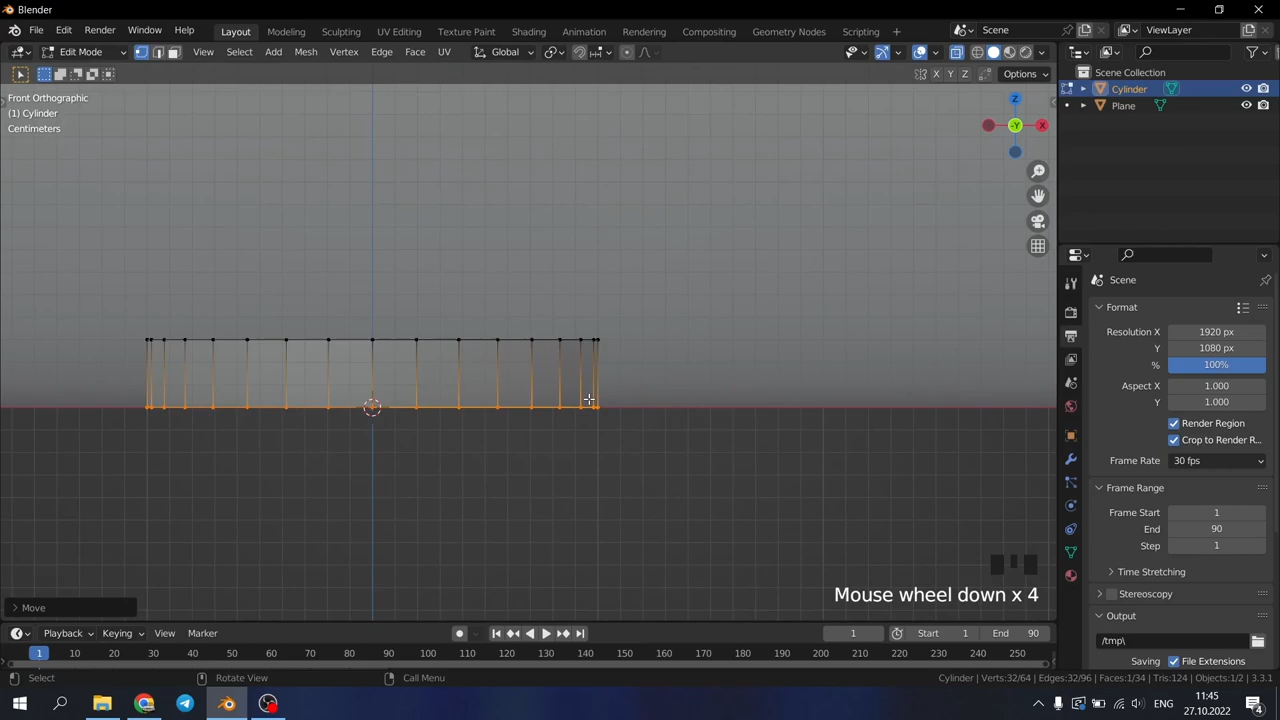 Blender
File Edit Render Window Help Layout Modeling Sculpting UV Editing Texture Paint Shading Animation Rendering Compositing Geometry Nodes Scripting + Scene ViewLayer
Edit Mode View Select Add Mesh Vertex Edge Face UV Global
X Y Z Options
Front Orthographic
(1) Cylinder
Centimeters
Z
-Y
X
Scene Collection
Cylinder
Plane
Scene
Format
Resolution X 1920 px
Y 1080 px
% 100%
Aspect X 1.000
Y 1.000
Render Region
Crop to Render R...
Frame Rate 30 fps
Frame Range
Frame Start 1
End 90
Step 1
Time Stretching
Stereoscopy
Output
/tmp\
Saving File Extensions
Mouse wheel down x 4
Move
Playback Keying View Marker 1 Start 1 End 90
1 10 20 30 40 50 60 70 80 90 100 110 120 130 140 150 160 170 180 190 200 210 220 230 240 250
Select Rotate View Call Menu Cylinder | Verts:32/64 | Edges:32/96 | Faces:1/34 | Tris:124 | Objects:1/2 | 3.3.1
ENG 11:45
27.10.2022